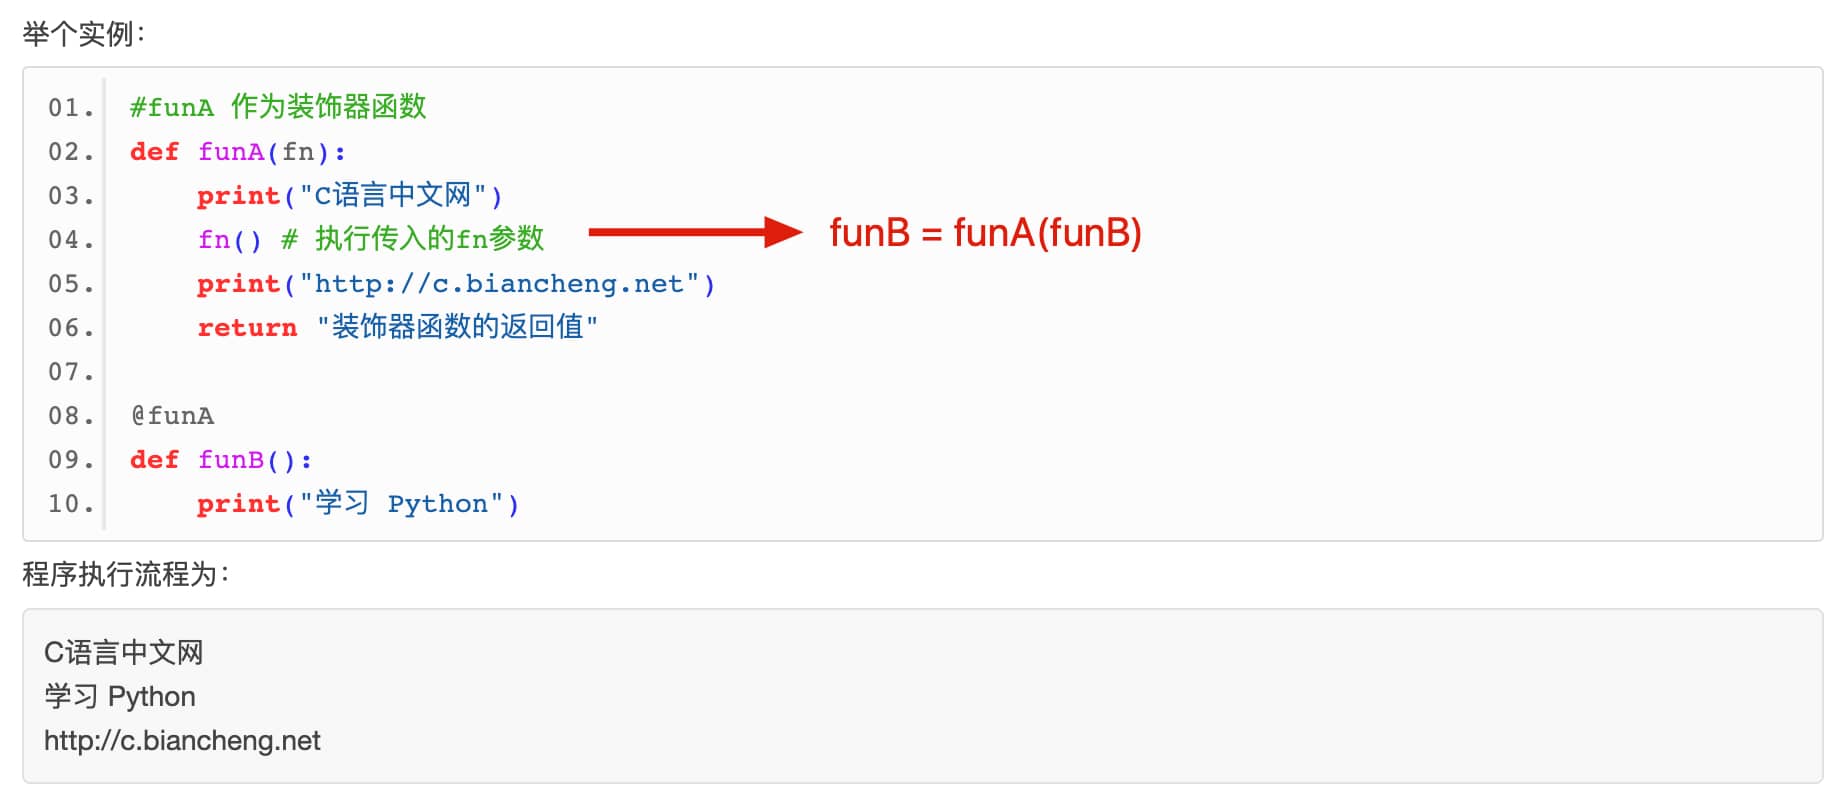 举个实例：
01. #funA 作为装饰器函数
02. def funA(fn):
03.     print("C语言中文网")
04.     fn() # 执行传入的fn参数 funB = funA(funB)
05.     print("http://c.biancheng.net")
06.     return "装饰器函数的返回值"
07.
08. @funA
09. def funB():
10.     print("学习 Python")
程序执行流程为：
C语言中文网
学习 Python
http://c.biancheng.net